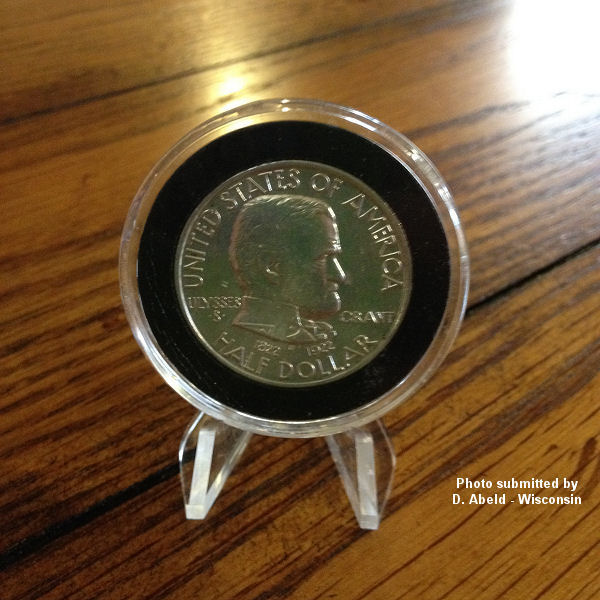 UNITED STATES OF AMERICA
ULYSSES
S.
GRANT
1822 1922
HALF DOLLAR
Photo submitted by
D. Abeld - Wisconsin